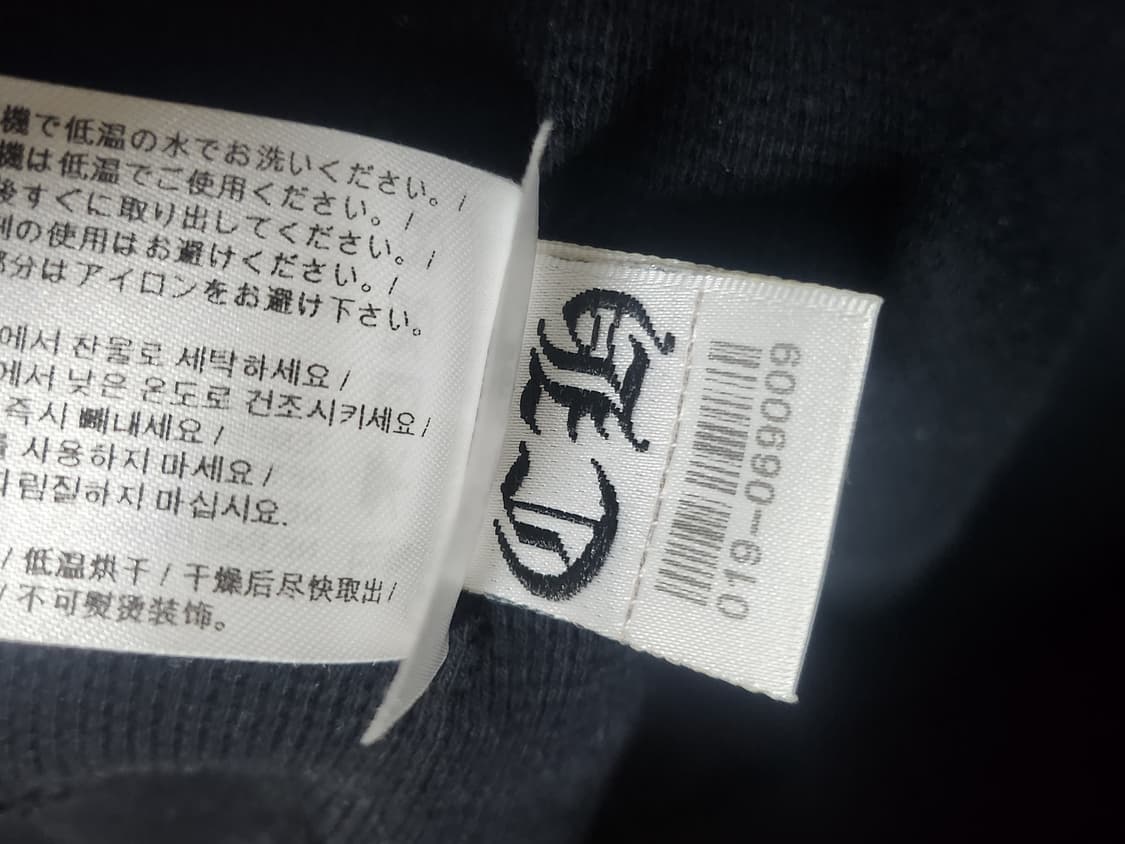 機で低温の水でお洗いください。/
機は低温でご使用ください。/
後すぐに取り出してください。/
の使用はお避けください。/
部分はアイロンをお避け下さい。
에서 찬물로 세탁하세요 /
에서 낮은 온도로 건조시키세요/
즉시 빼내세요 /
를 사용하지 마세요 /
다림질하지 마십시요.
/ 低温烘干 / 干燥后尽快取出/
/ 不可熨烫装饰。
CH
019-069009